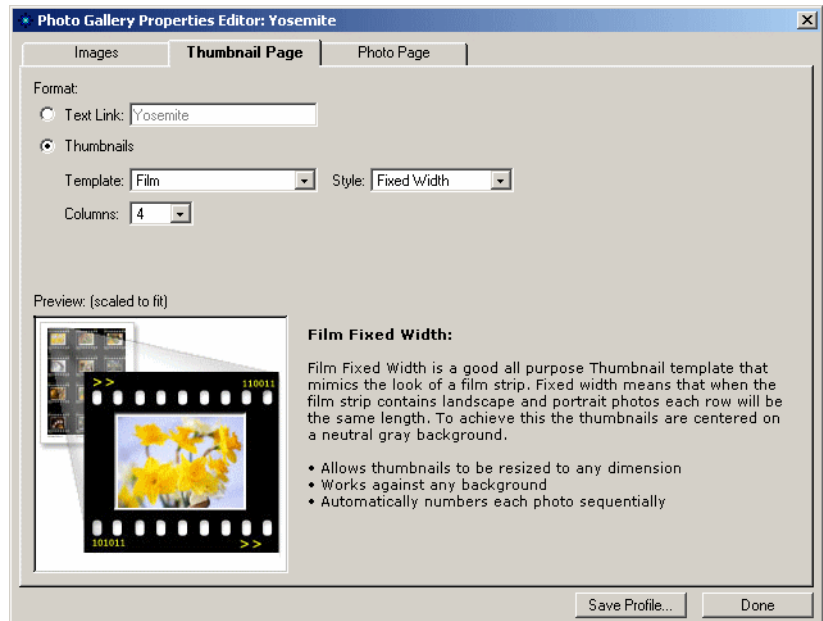 Photo Gallery Properties Editor: Yosemite
Images
Thumbnail Page
Photo Page
Format:
Text Link: Yosemite
Thumbnails
Template: Film Style: Fixed Width
Columns: 4
Preview: (scaled to fit)
>> 110011
101011 >>
Film Fixed Width:
Film Fixed Width is a good all purpose Thumbnail template that
mimics the look of a film strip. Fixed width means that when the
film strip contains landscape and portrait photos each row will be
the same length. To achieve this the thumbnails are centered on
a neutral gray background.
• Allows thumbnails to be resized to any dimension
• Works against any background
• Automatically numbers each photo sequentially
Save Profile... Done